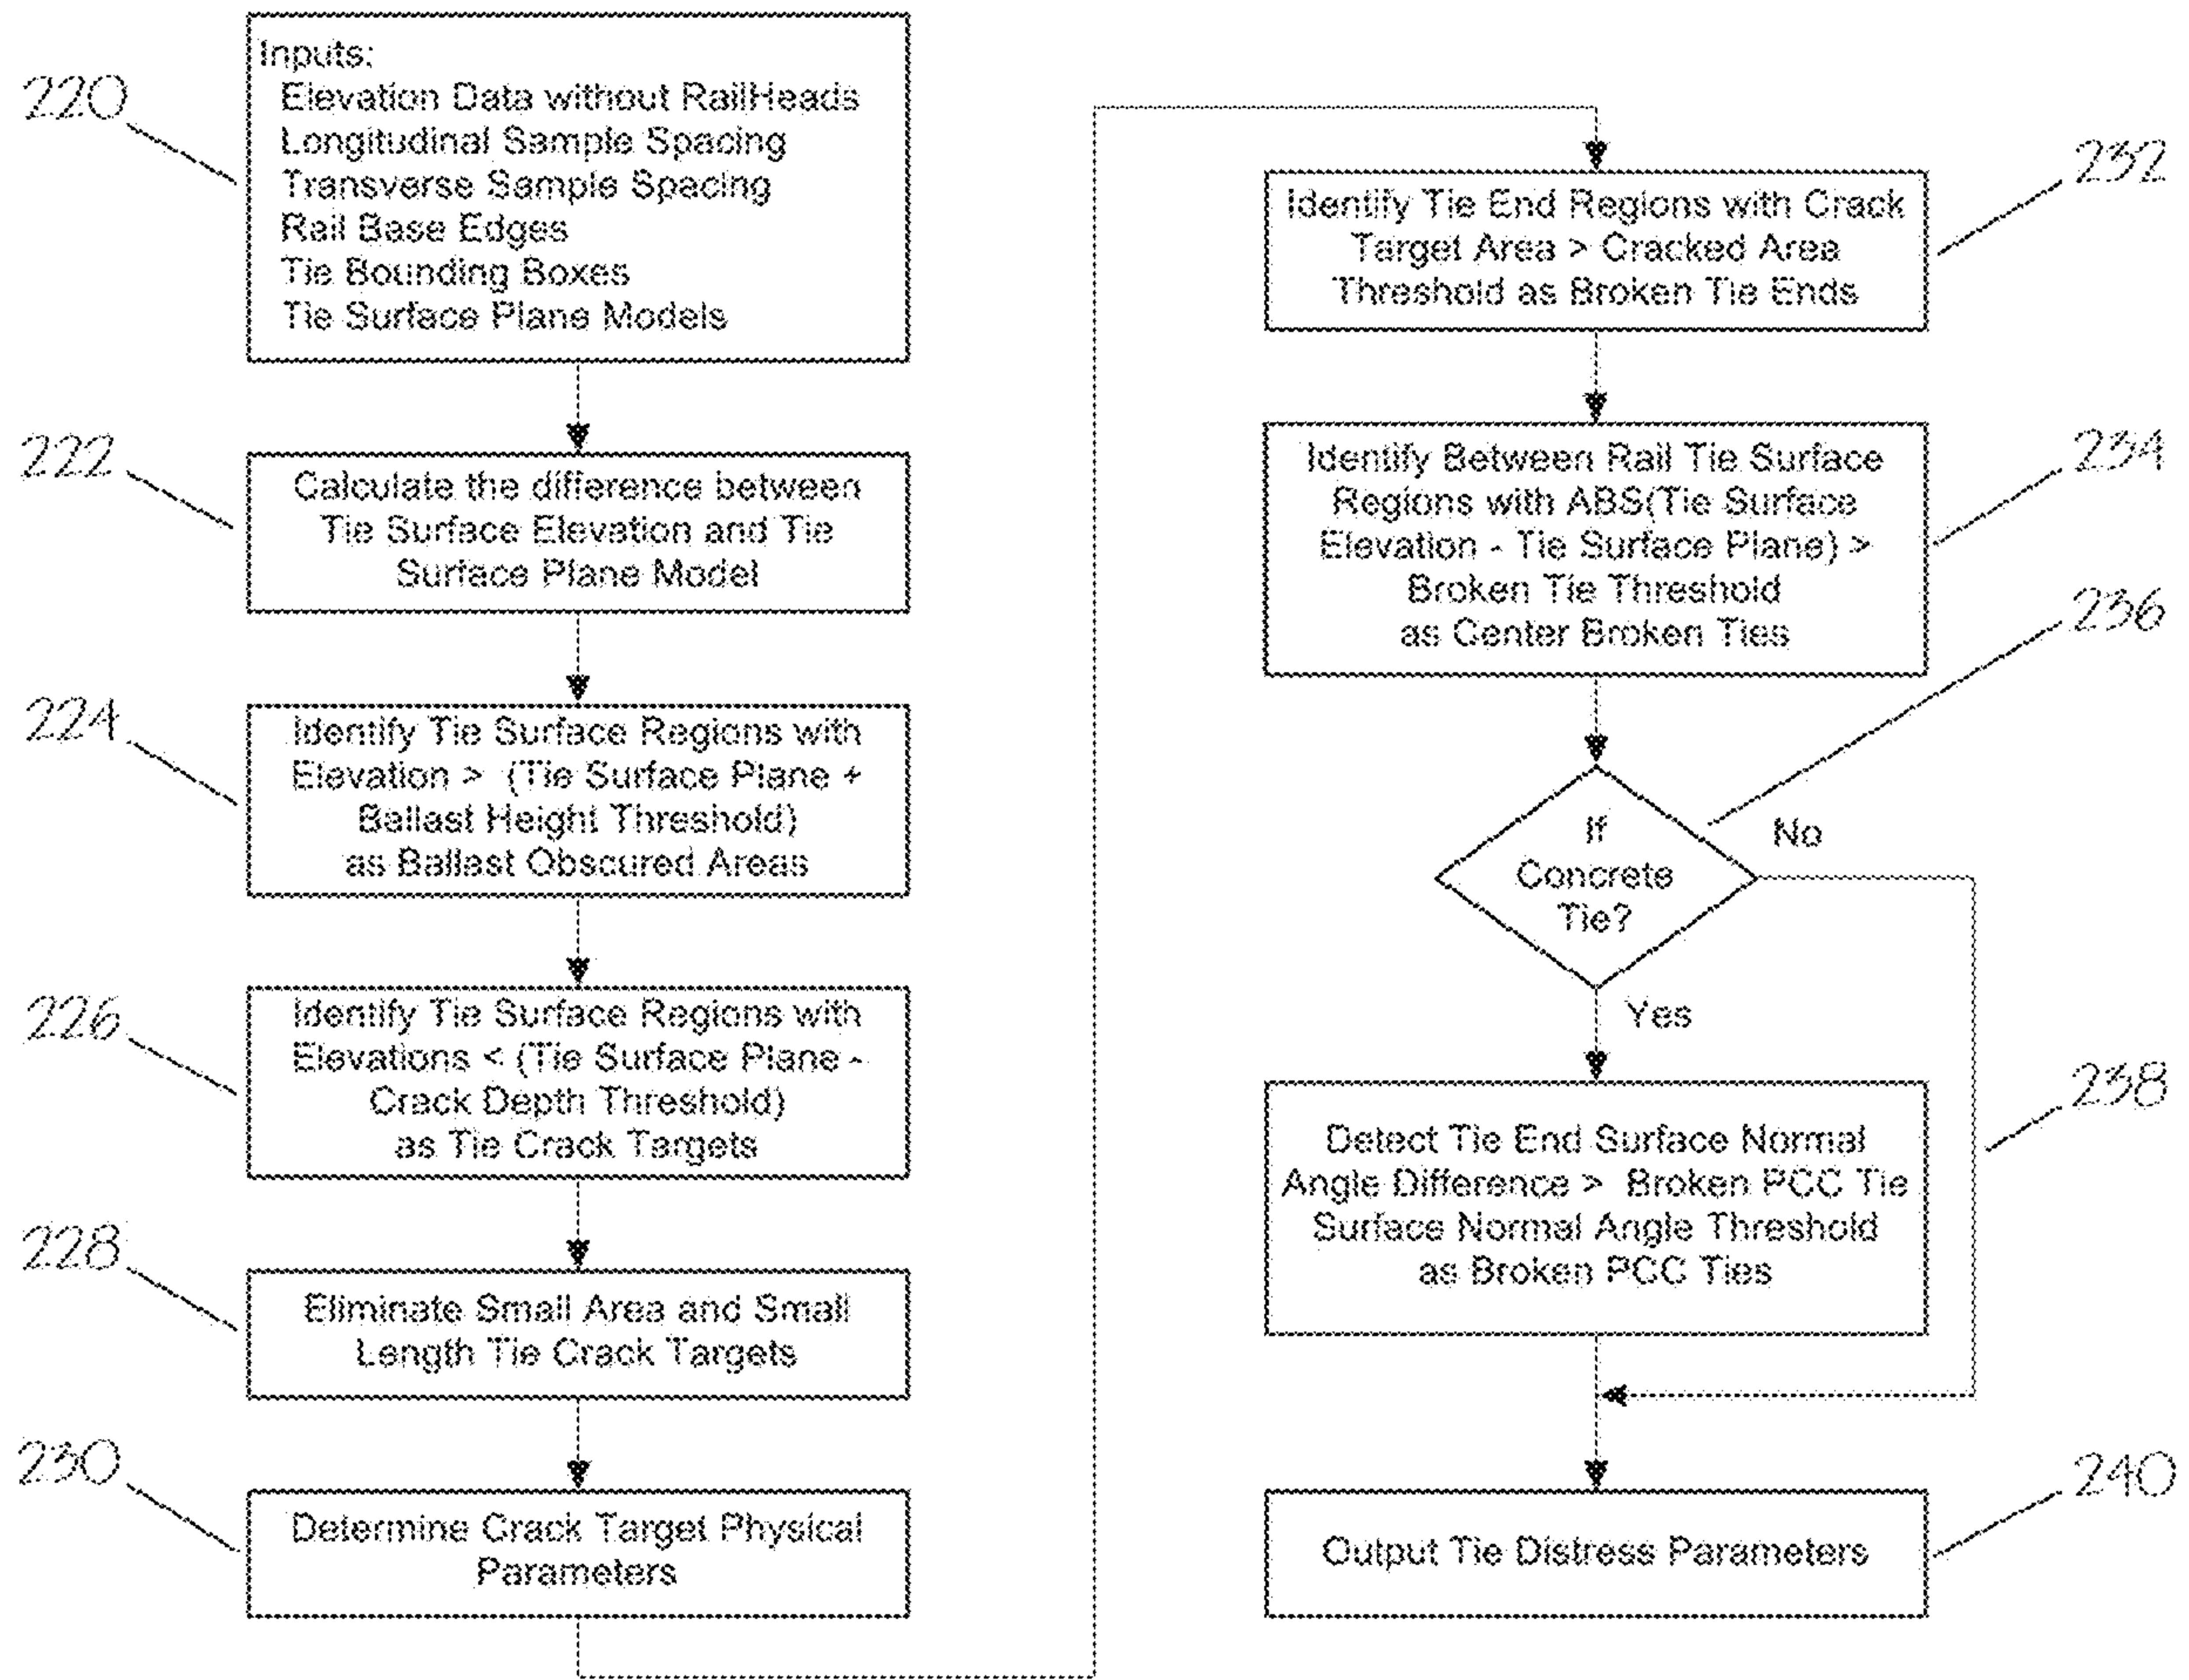 220
Inputs:
Elevation Data without RailHeads
Longitudinal Sample Spacing
Transverse Sample Spacing
Rail Base Edges
Tie Bounding Boxes
Tie Surface Plane Models
222
Calculate the difference between
Tie Surface Elevation and Tie
Surface Plane Model
224
Identify Tie Surface Regions with
Elevation > (Tie Surface Plane +
Ballast Height Threshold)
as Ballast Obscured Areas
226
Identify Tie Surface Regions with
Elevations < (Tie Surface Plane -
Crack Depth Threshold)
as Tie Crack Targets
228
Eliminate Small Area and Small
Length Tie Crack Targets
230
Determine Crack Target Physical
Parameters
232
Identify Tie End Regions with Crack
Target Area > Cracked Area
Threshold as Broken Tie Ends
234
Identify Between Rail Tie Surface
Regions with ABS(Tie Surface
Elevation - Tie Surface Plane) >
Broken Tie Threshold
as Center Broken Ties
236
If
Concrete
Tie?
No
Yes
238
Detect Tie End Surface Normal
Angle Difference > Broken PCC Tie
Surface Normal Angle Threshold
as Broken PCC Ties
240
Output Tie Distress Parameters